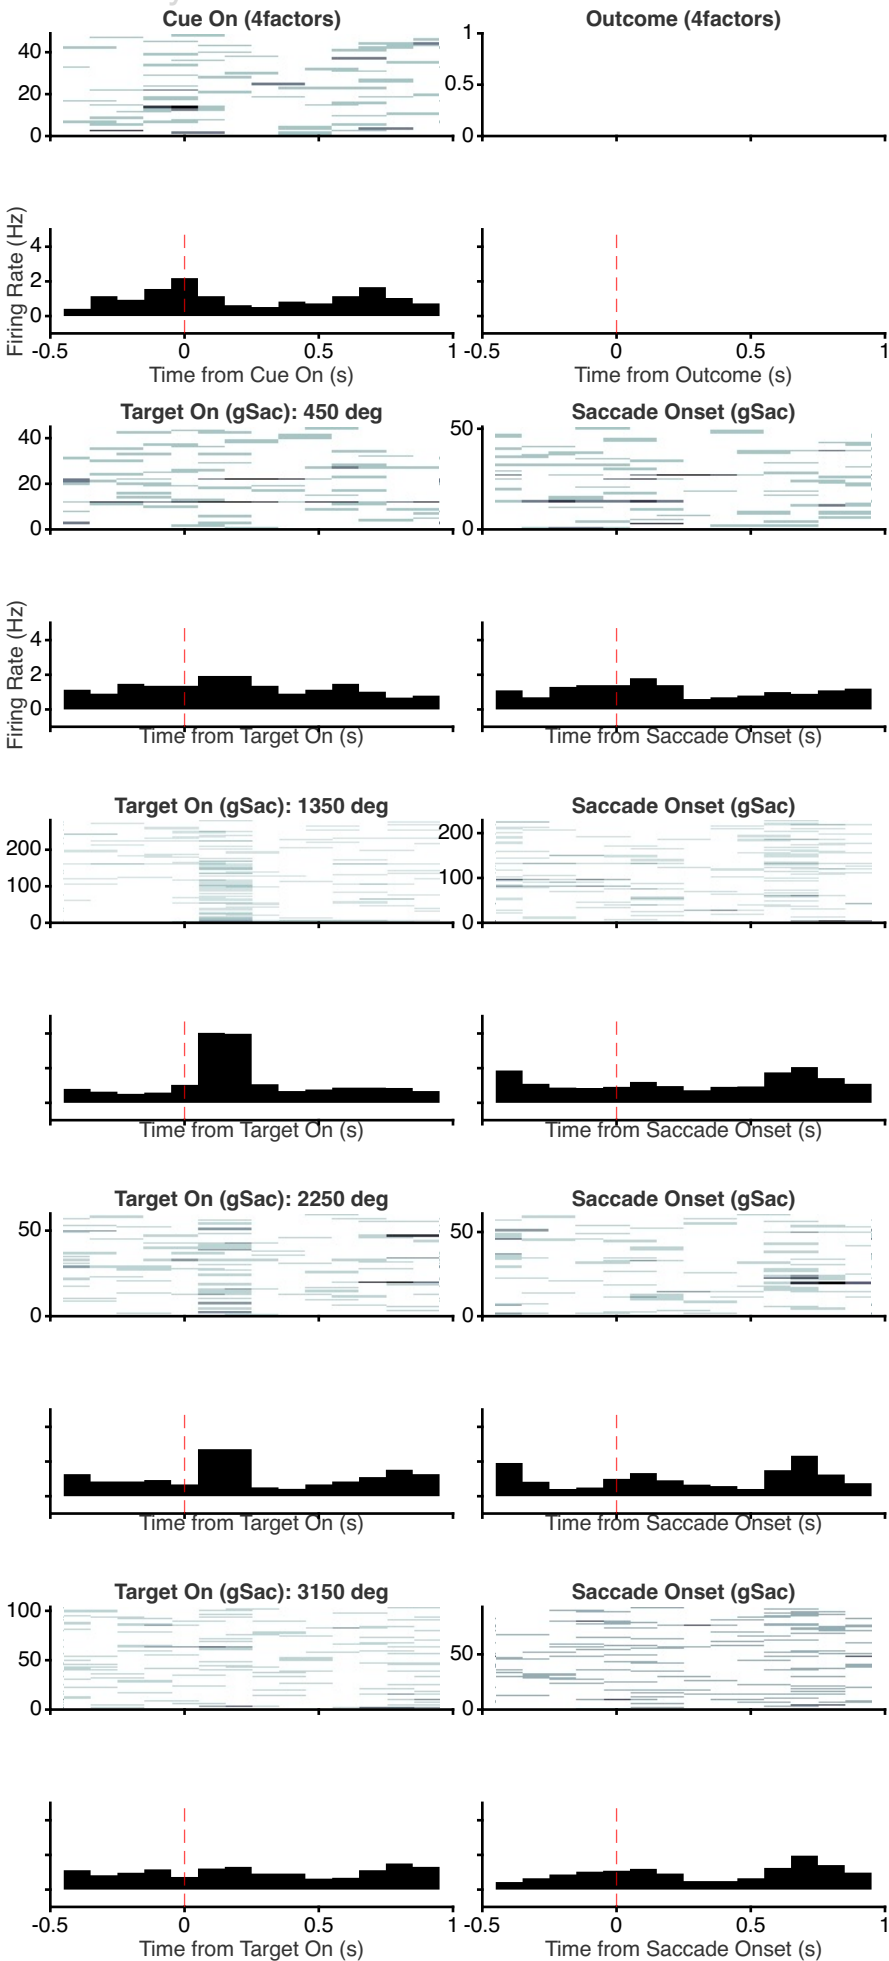 Cue On (4factors)
Outcome (4factors)
40
20
0
1
0.5
0
Firing Rate (Hz)
4
2
0
-0.5 0 0.5 1
-0.5 0 0.5 1
Time from Cue On (s)
Time from Outcome (s)
Target On (gSac): 450 deg
Saccade Onset (gSac)
40
20
0
50
0
Firing Rate (Hz)
4
2
0
Time from Target On (s)
Time from Saccade Onset (s)
Target On (gSac): 1350 deg
Saccade Onset (gSac)
200
100
0
200
100
0
Time from Target On (s)
Time from Saccade Onset (s)
Target On (gSac): 2250 deg
Saccade Onset (gSac)
50
0
50
0
Time from Target On (s)
Time from Saccade Onset (s)
Target On (gSac): 3150 deg
Saccade Onset (gSac)
100
50
0
50
0
-0.5 0 0.5 1
-0.5 0 0.5 1
Time from Target On (s)
Time from Saccade Onset (s)